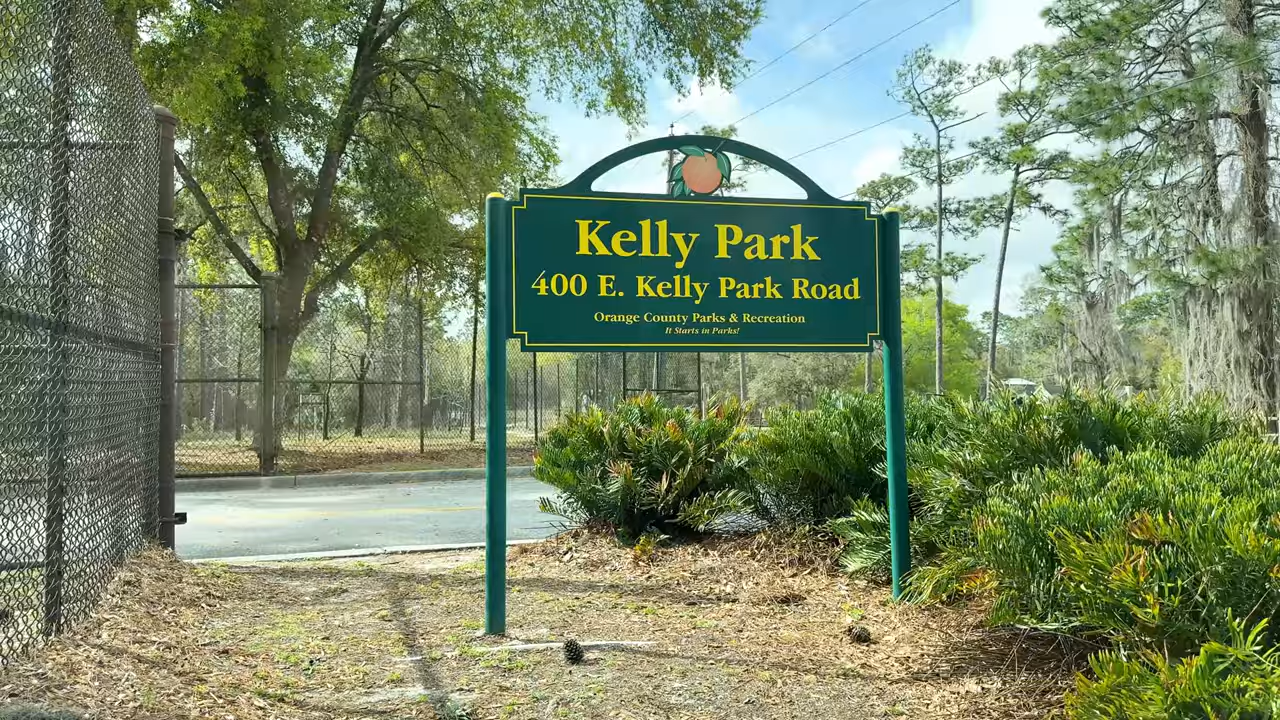 Kelly Park
400 E. Kelly Park Road
Orange County Parks & Recreation
It Starts in Parks!